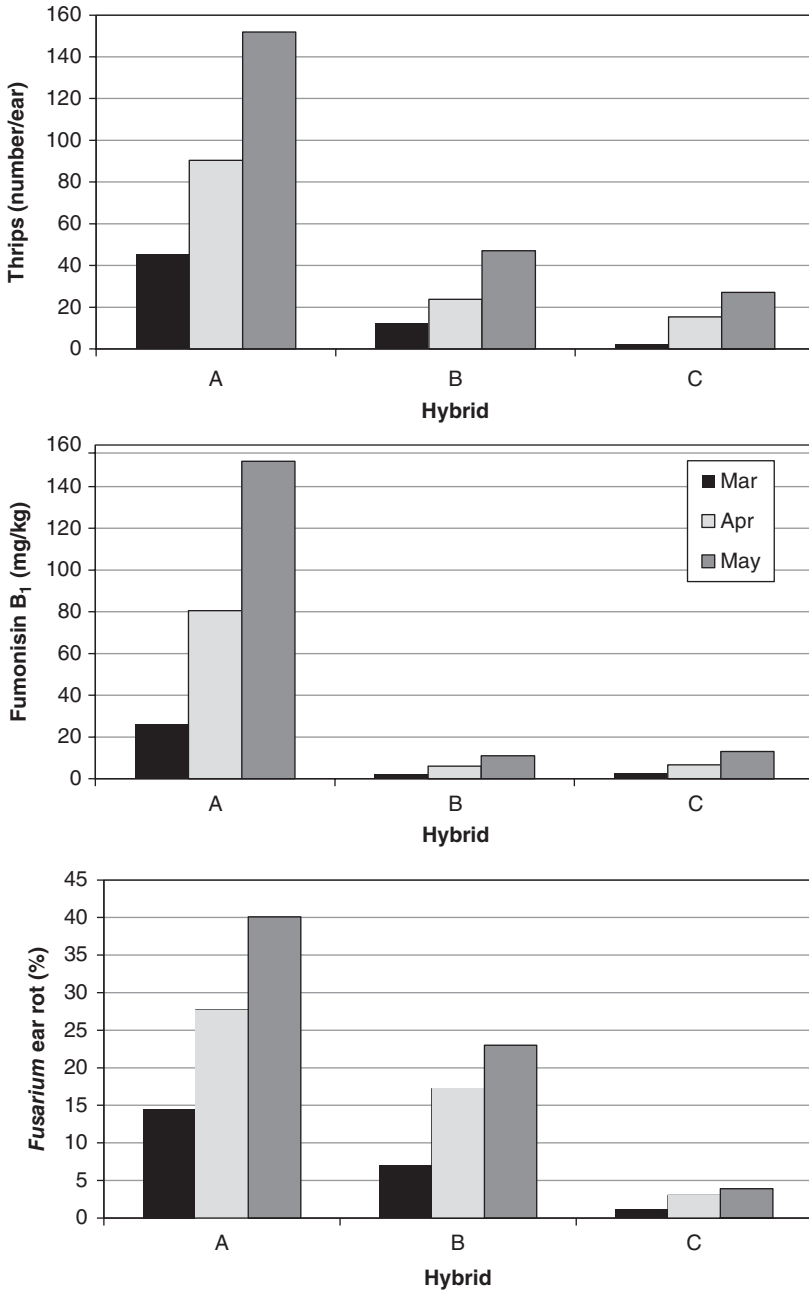 Thrips (number/ear)
160
140
120
100
80
60
40
20
0
A B C
Hybrid
Fumonisin B₁ (mg/kg)
160
140
120
100
80
60
40
20
0
Mar
Apr
May
A B C
Hybrid
Fusarium ear rot (%)
45
40
35
30
25
20
15
10
5
0
A B C
Hybrid